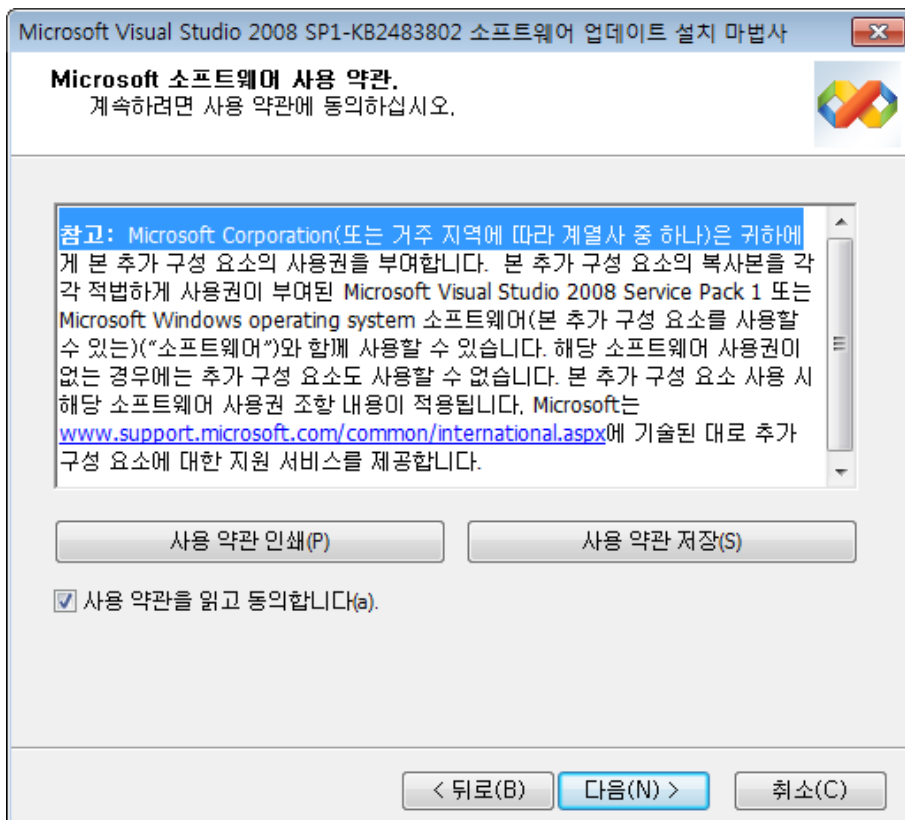 Microsoft Visual Studio 2008 SP1-KB2483802 소프트웨어 업데이트 설치 마법사
Microsoft 소프트웨어 사용 약관.
계속하려면 사용 약관에 동의하십시오.
참고: Microsoft Corporation(또는 거주 지역에 따라 계열사 중 하나)은 귀하에
게 본 추가 구성 요소의 사용권을 부여합니다. 본 추가 구성 요소의 복사본을 각
각 적법하게 사용권이 부여된 Microsoft Visual Studio 2008 Service Pack 1 또는
Microsoft Windows operating system 소프트웨어(본 추가 구성 요소를 사용할
수 있는)(“소프트웨어”)와 함께 사용할 수 있습니다. 해당 소프트웨어 사용권이
없는 경우에는 추가 구성 요소도 사용할 수 없습니다. 본 추가 구성 요소 사용 시
해당 소프트웨어 사용권 조항 내용이 적용됩니다. Microsoft는
www.support.microsoft.com/common/international.aspx에 기술된 대로 추가
구성 요소에 대한 지원 서비스를 제공합니다.
사용 약관 인쇄(P)
사용 약관 저장(S)
사용 약관을 읽고 동의합니다(a).
< 뒤로(B)
다음(N) >
취소(C)